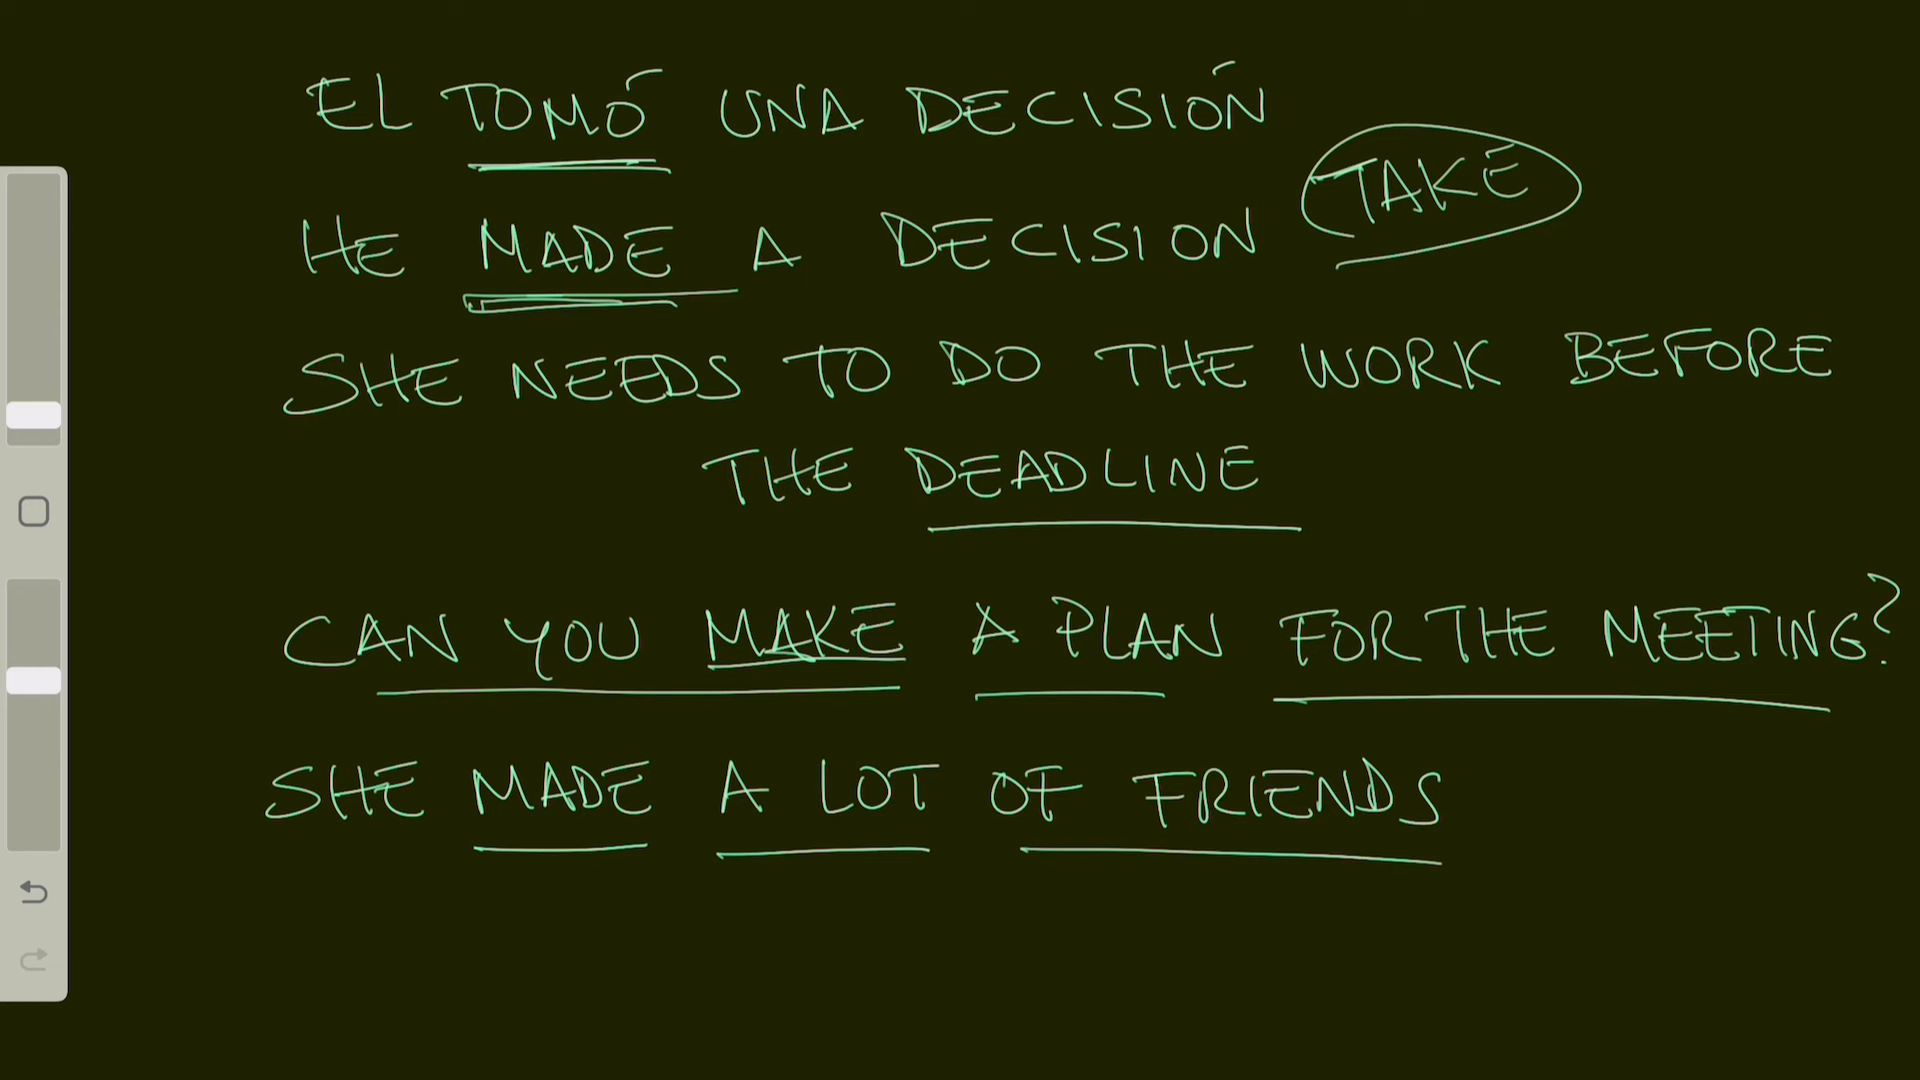 EL TOMÓ UNA DECISIÓN
TAKE
HE MADE A DECISION
SHE NEEDS TO DO THE WORK BEFORE
THE DEADLINE
CAN YOU MAKE A PLAN FOR THE MEETING?
SHE MADE A LOT OF FRIENDS